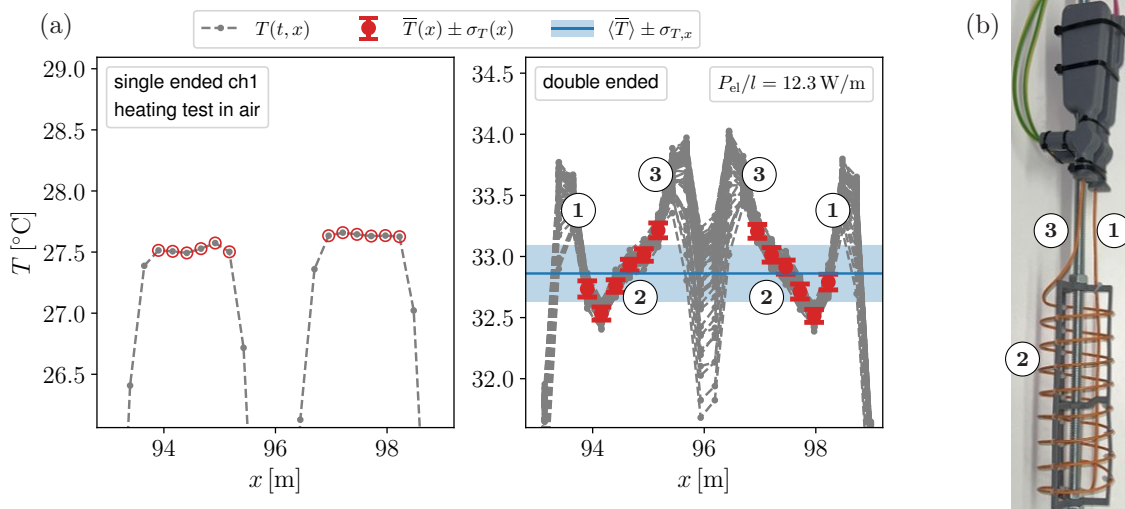 (a)
T(t, x)
T̅(x) ± σ_T(x)
⟨T̅⟩ ± σ_{T,x}
single ended ch1
heating test in air
29.0
28.5
28.0
27.5
27.0
26.5
T [°C]
94
96
98
x [m]
double ended
P_el/l = 12.3 W/m
34.5
34.0
33.5
33.0
32.5
32.0
1
3
3
1
2
2
94
96
98
x [m]
(b)
3
1
2